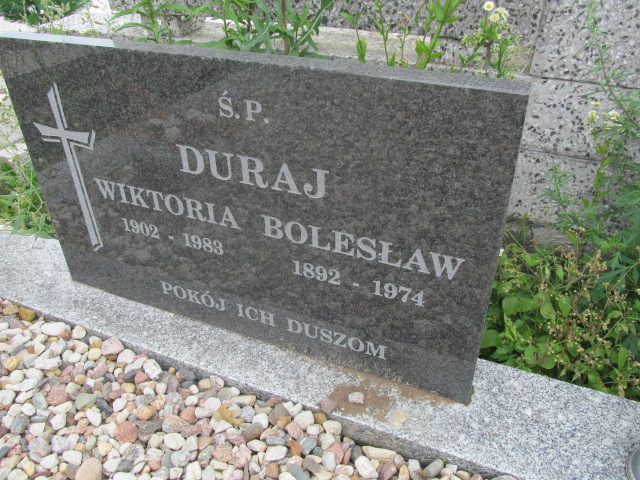 Ś.P.
DURAJ
WIKTORIA BOLESŁAW
1902 - 1983 1892 - 1974
POKÓJ ICH DUSZOM